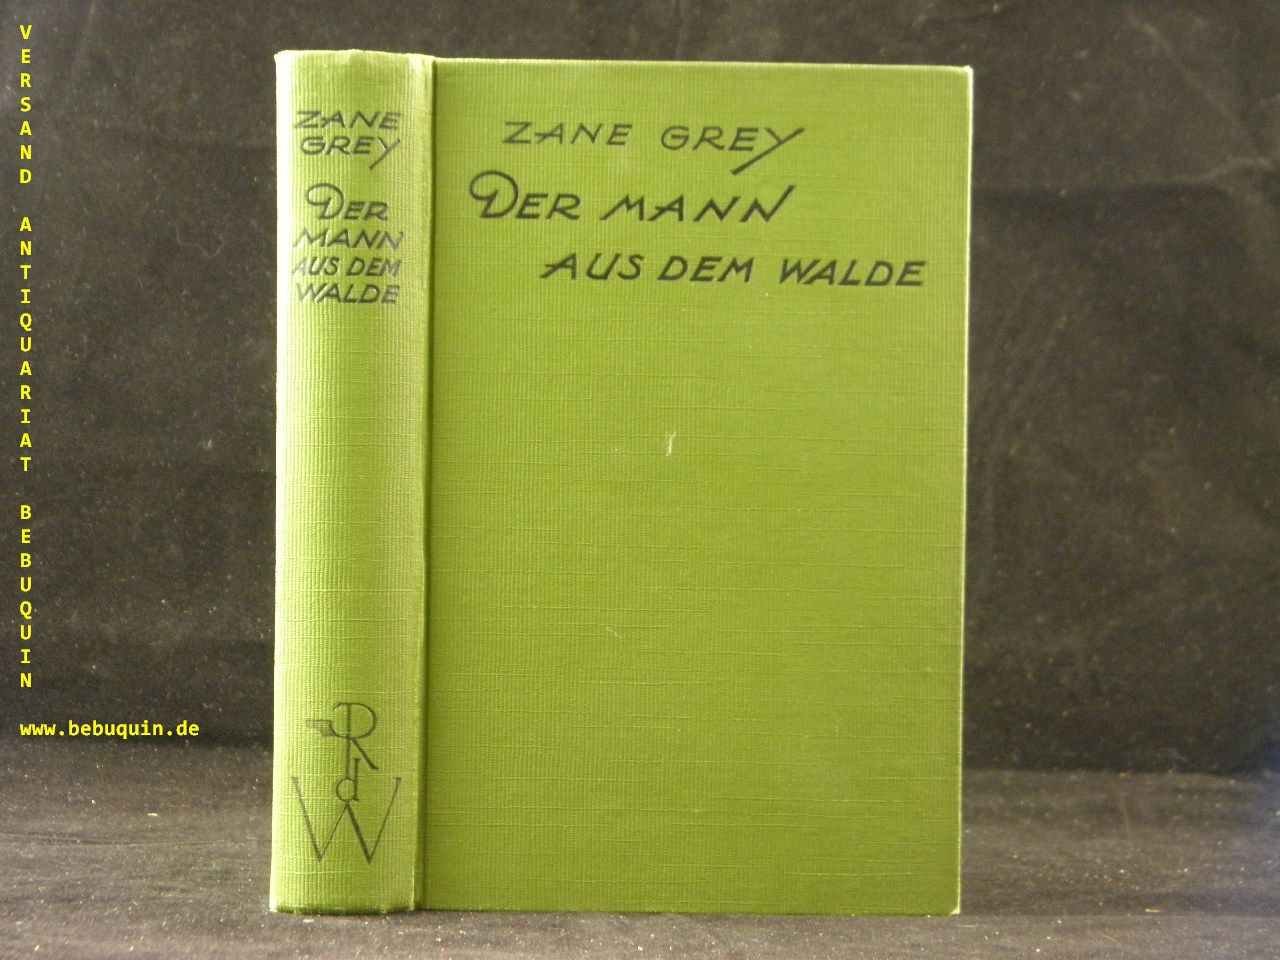 VERSAND ANTIQUARIAT BEBUQUIN
www.bebuquin.de
ZANE
GREY
DER
MANN
AUS DEM
WALDE
R
d
W
ZANE GREY
DER MANN
AUS DEM WALDE